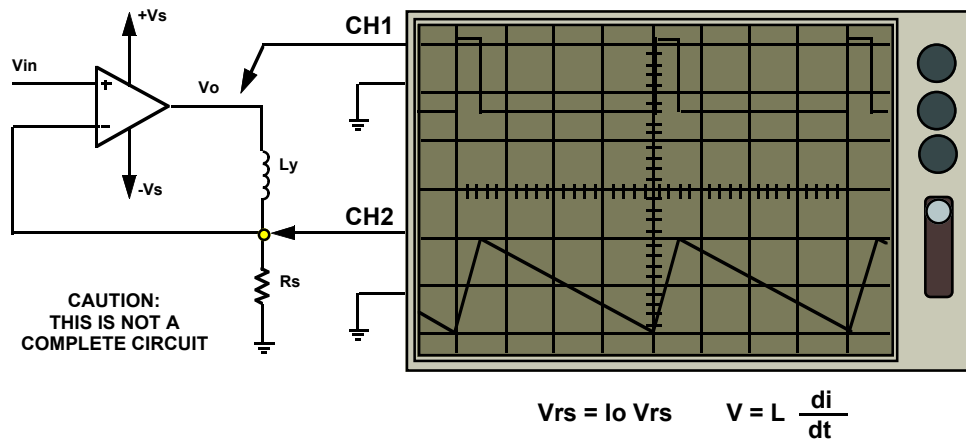 +Vs
CH1
Vin
Vo
+
–
-Vs
Ly
CH2
Rs
CAUTION:
THIS IS NOT A
COMPLETE CIRCUIT
Vrs = Io Vrs
V = L di/dt